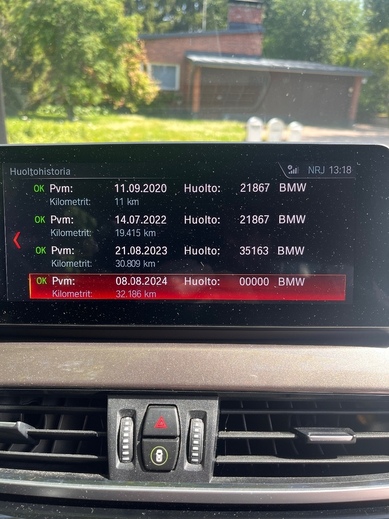 Huoltohistoria NRJ 13:18
OK Pvm: 11.09.2020 Huolto: 21867 BMW
Kilometrit: 11 km
OK Pvm: 14.07.2022 Huolto: 21867 BMW
Kilometrit: 19.415 km
OK Pvm: 21.08.2023 Huolto: 35163 BMW
Kilometrit: 30.809 km
OK Pvm: 08.08.2024 Huolto: 00000 BMW
Kilometrit: 32.186 km